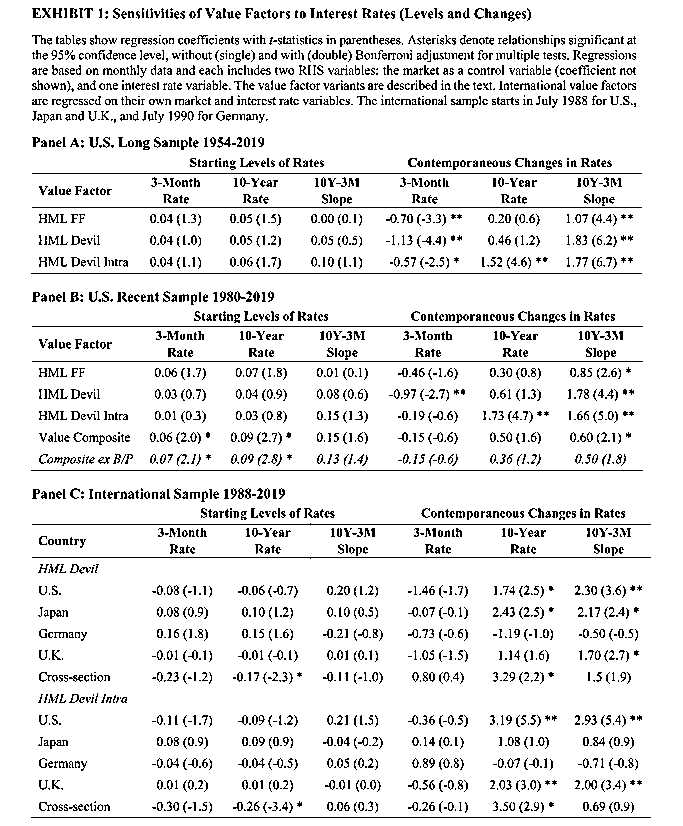 EXHIBIT 1: Sensitivities of Value Factors to Interest Rates (Levels and Changes)
The tables show regression coefficients with t-statistics in parentheses. Asterisks denote relationships significant at
the 95% confidence level, without (single) and with (double) Bonferroni adjustment for multiple tests. Regressions
are based on monthly data and each includes two RHS variables: the market as a control variable (coefficient not
shown), and one interest rate variable. The value factor variants are described in the text. International value factors
are regressed on their own market and interest rate variables. The international sample starts in July 1988 for U.S.,
Japan and U.K., and July 1990 for Germany.
Panel A: U.S. Long Sample 1954-2019
Starting Levels of Rates Contemporaneous Changes in Rates
Value Factor 3-Month Rate 10-Year Rate 10Y-3M Slope 3-Month Rate 10-Year Rate 10Y-3M Slope
HML FF 0.04 (1.3) 0.05 (1.5) 0.00 (0.1) -0.70 (-3.3) ** 0.20 (0.6) 1.07 (4.4) **
HML Devil 0.04 (1.0) 0.05 (1.2) 0.05 (0.5) -1.13 (-4.4) ** 0.46 (1.2) 1.83 (6.2) **
HML Devil Intra 0.04 (1.1) 0.06 (1.7) 0.10 (1.1) -0.57 (-2.5) * 1.52 (4.6) ** 1.77 (6.7) **
Panel B: U.S. Recent Sample 1980-2019
Starting Levels of Rates Contemporaneous Changes in Rates
Value Factor 3-Month Rate 10-Year Rate 10Y-3M Slope 3-Month Rate 10-Year Rate 10Y-3M Slope
HML FF 0.06 (1.7) 0.07 (1.8) 0.01 (0.1) -0.46 (-1.6) 0.30 (0.8) 0.85 (2.6) *
HML Devil 0.03 (0.7) 0.04 (0.9) 0.08 (0.6) -0.97 (-2.7) ** 0.61 (1.3) 1.78 (4.4) **
HML Devil Intra 0.01 (0.3) 0.03 (0.8) 0.15 (1.3) -0.19 (-0.6) 1.73 (4.7) ** 1.66 (5.0) **
Value Composite 0.06 (2.0) * 0.09 (2.7) * 0.15 (1.6) -0.15 (-0.6) 0.50 (1.6) 0.60 (2.1) *
Composite ex B/P 0.07 (2.1) * 0.09 (2.8) * 0.13 (1.4) -0.15 (-0.6) 0.36 (1.2) 0.50 (1.8)
Panel C: International Sample 1988-2019
Starting Levels of Rates Contemporaneous Changes in Rates
Country 3-Month Rate 10-Year Rate 10Y-3M Slope 3-Month Rate 10-Year Rate 10Y-3M Slope
HML Devil
U.S. -0.08 (-1.1) -0.06 (-0.7) 0.20 (1.2) -1.46 (-1.7) 1.74 (2.5) * 2.30 (3.6) **
Japan 0.08 (0.9) 0.10 (1.2) 0.10 (0.5) -0.07 (-0.1) 2.43 (2.5) * 2.17 (2.4) *
Germany 0.16 (1.8) 0.15 (1.6) -0.21 (-0.8) -0.73 (-0.6) -1.19 (-1.0) -0.50 (-0.5)
U.K. -0.01 (-0.1) -0.01 (-0.1) 0.01 (0.1) -1.05 (-1.5) 1.14 (1.6) 1.70 (2.7) *
Cross-section -0.23 (-1.2) -0.17 (-2.3) * -0.11 (-1.0) 0.80 (0.4) 3.29 (2.2) * 1.5 (1.9)
HML Devil Intra
U.S. -0.11 (-1.7) -0.09 (-1.2) 0.21 (1.5) -0.36 (-0.5) 3.19 (5.5) ** 2.93 (5.4) **
Japan 0.08 (0.9) 0.09 (0.9) -0.04 (-0.2) 0.14 (0.1) 1.08 (1.0) 0.84 (0.9)
Germany -0.04 (-0.6) -0.04 (-0.5) 0.05 (0.2) 0.89 (0.8) -0.07 (-0.1) -0.71 (-0.8)
U.K. 0.01 (0.2) 0.01 (0.2) -0.01 (0.0) -0.56 (-0.8) 2.03 (3.0) ** 2.00 (3.4) **
Cross-section -0.30 (-1.5) -0.26 (-3.4) * 0.06 (0.3) -0.26 (-0.1) 3.50 (2.9) * 0.69 (0.9)